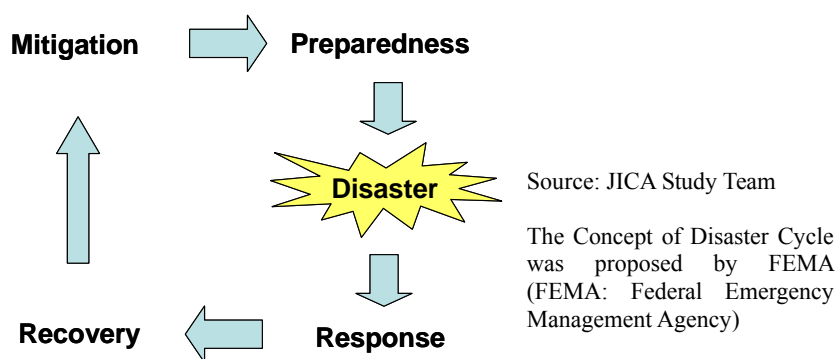 Mitigation
Preparedness
Disaster
Source: JICA Study Team
The Concept of Disaster Cycle
was proposed by FEMA
(FEMA: Federal Emergency
Management Agency)
Recovery
Response